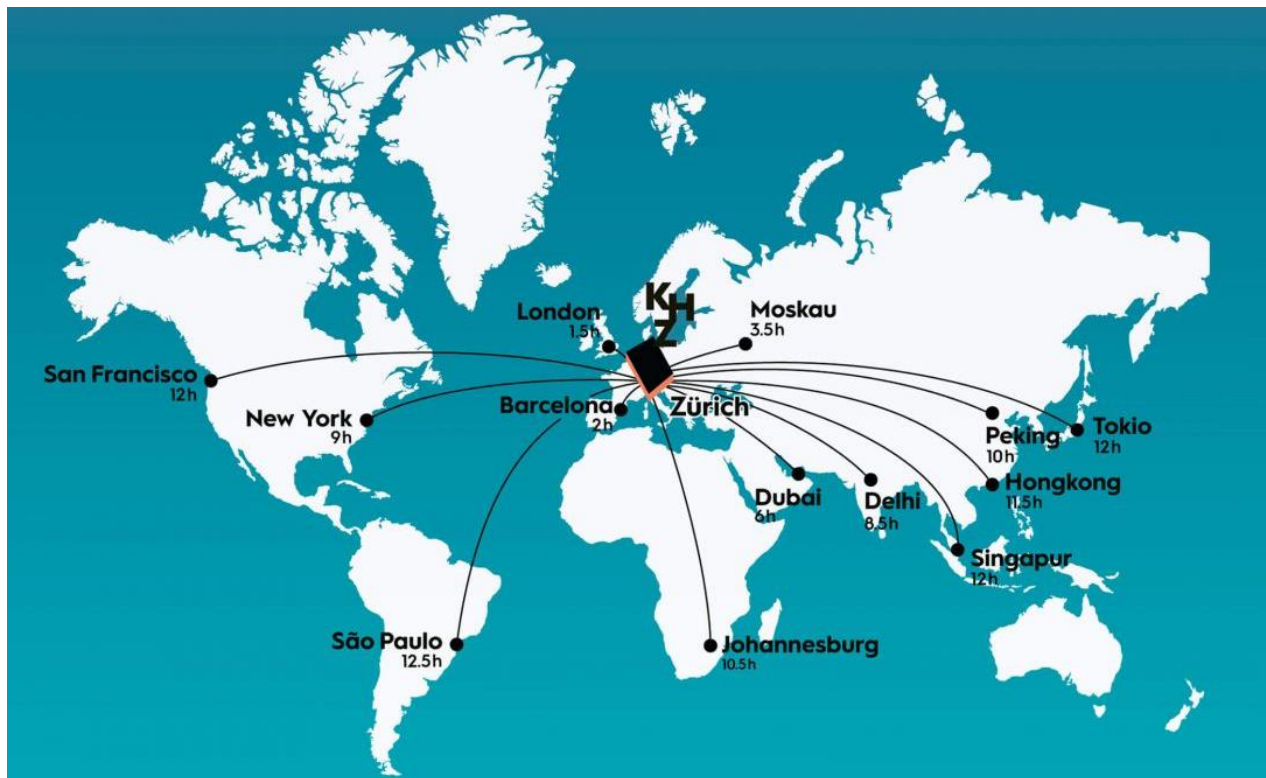 K
H
Z
London
1.5h
Moskau
3.5h
San Francisco
12h
New York
9h
Barcelona
2h
Zürich
Peking
10h
Tokio
12h
Dubai
6h
Delhi
8.5h
Hongkong
11.5h
Singapur
12h
São Paulo
12.5h
Johannesburg
10.5h